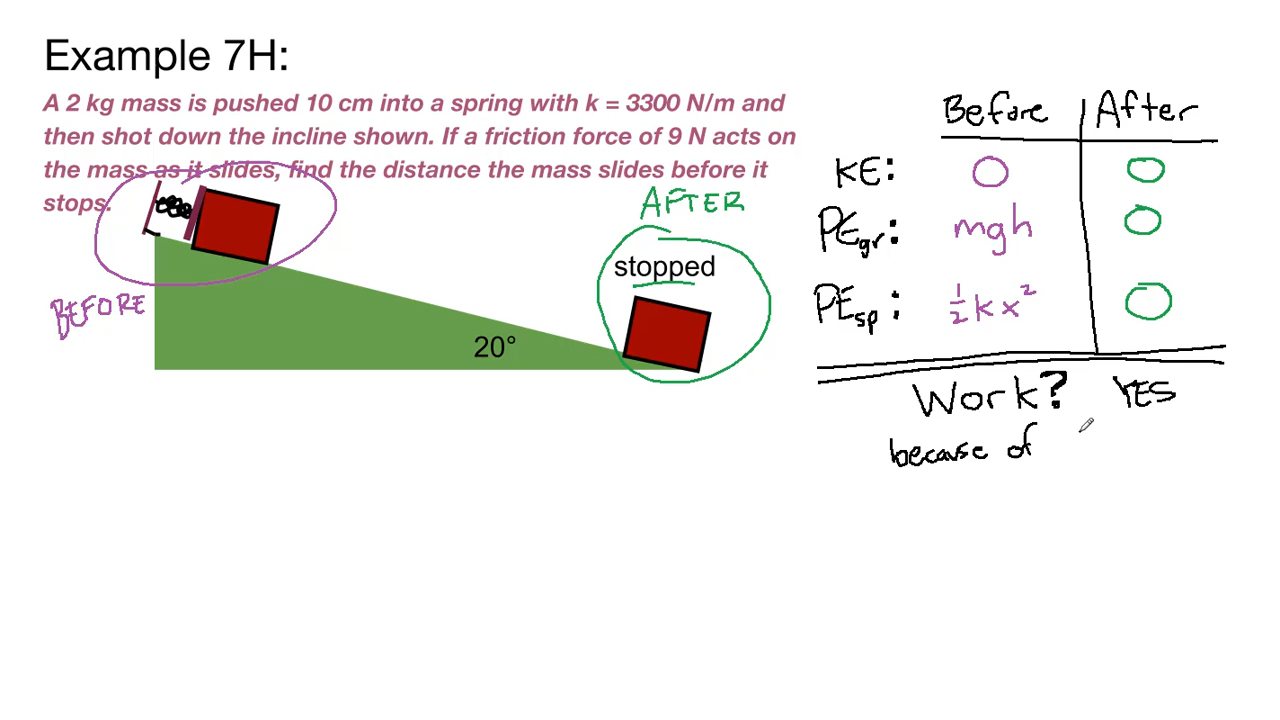 Example 7H:
A 2 kg mass is pushed 10 cm into a spring with k = 3300 N/m and
then shot down the incline shown. If a friction force of 9 N acts on
the mass as it slides, find the distance the mass slides before it
stops.
AFTER
stopped
BEFORE
20°
Before After
KE: 0 0
PEgr: mgh 0
PEsp: ½kx² 0
Work? YES
because of